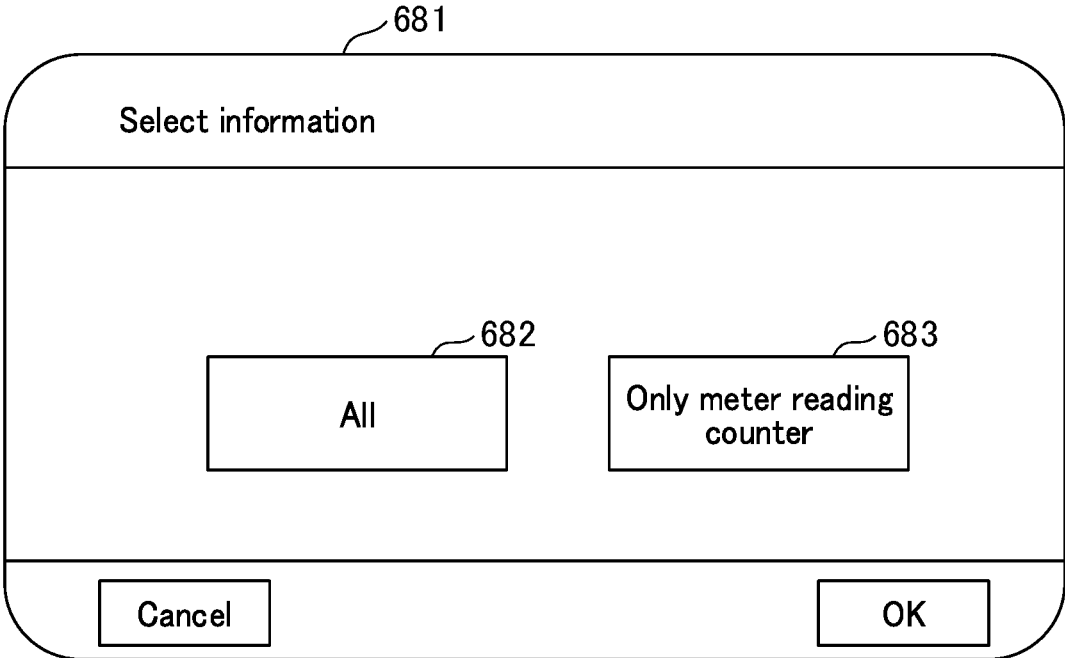 681
Select information
682
683
All
Only meter reading
counter
Cancel
OK